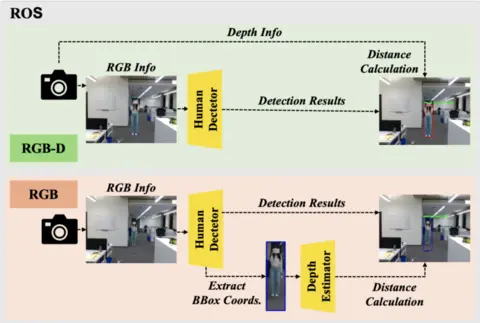 ROS
Depth Info
RGB Info
Distance
Calculation
Human
Dectetor
Detection Results
RGB-D
RGB
RGB Info
Human
Dectetor
Detection Results
Extract
BBox Coords.
Depth
Estimator
Distance
Calculation